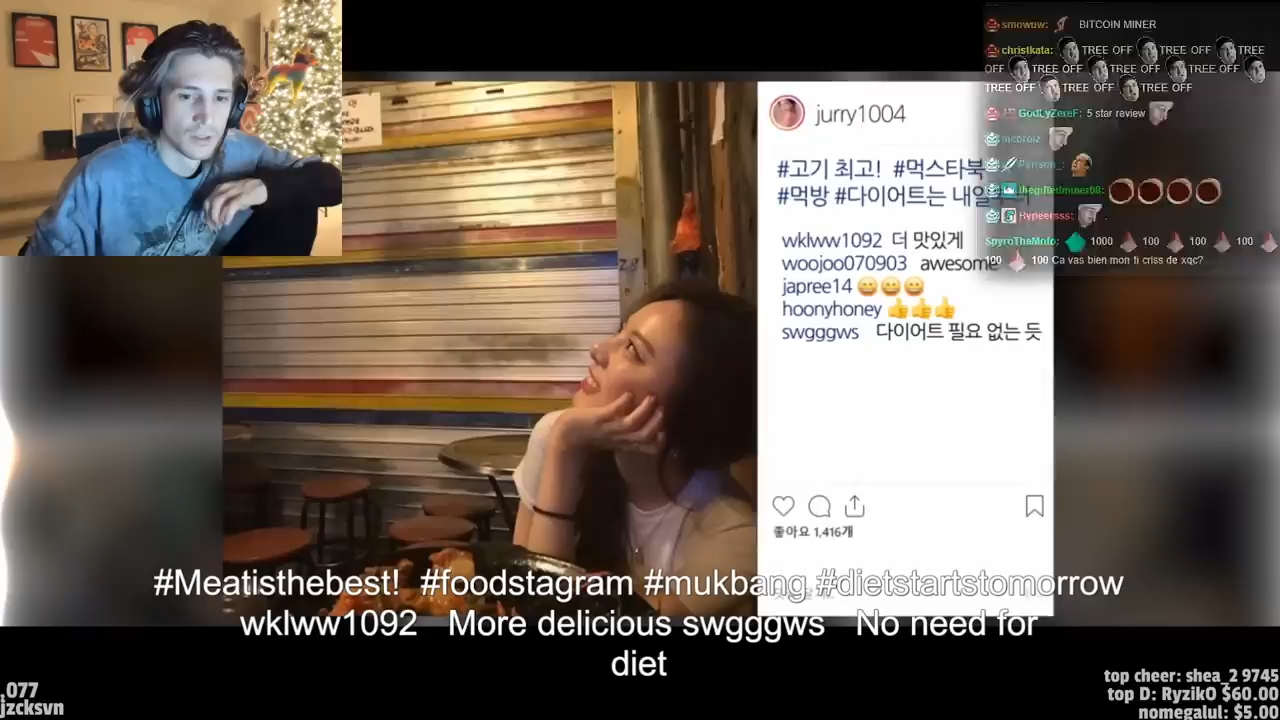 smowuw: BITCOIN MINER
christkata: TREE OFF TREE OFF TREE
OFF TREE OFF TREE OFF TREE OFF
TREE OFF TREE OFF TREE OFF
GodLyZereF: 5 star review
Hypeersss:
SpyroTheMofo: 1000 100 100 100
100 100 Ca vas bien mon fi criss de xqc?
jurry1004
#고기 최고! #먹스타북
#먹방 #다이어트는
wklww1092 더 맛있게
woojoo070903 awesome
japree14
hoonyhoney
swgggws 다이어트 필요 없는 듯
좋아요 1,416개
#Meatisthebest! #foodstagram #mukbang #dietstartstomorrow
wklww1092 More delicious swgggws No need for
diet
,077
jzcksvn
top cheer: shea_2 9745
top D: RyzikO $60.00
nomegalul: $5.00